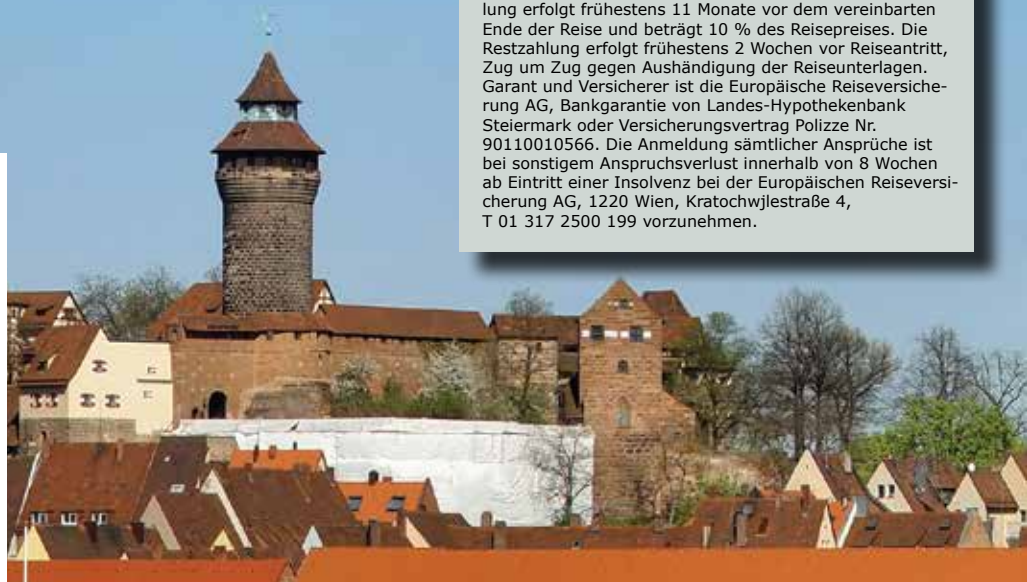 lung erfolgt frühestens 11 Monate vor dem vereinbarten
Ende der Reise und beträgt 10 % des Reisepreises. Die
Restzahlung erfolgt frühestens 2 Wochen vor Reiseantritt,
Zug um Zug gegen Aushändigung der Reiseunterlagen.
Garant und Versicherer ist die Europäische Reiseversiche-
rung AG, Bankgarantie von Landes-Hypothekenbank
Steiermark oder Versicherungsvertrag Polizze Nr.
90110010566. Die Anmeldung sämtlicher Ansprüche ist
bei sonstigem Anspruchsverlust innerhalb von 8 Wochen
ab Eintritt einer Insolvenz bei der Europäischen Reiseversi-
cherung AG, 1220 Wien, Kratochwjlestraße 4,
T 01 317 2500 199 vorzunehmen.